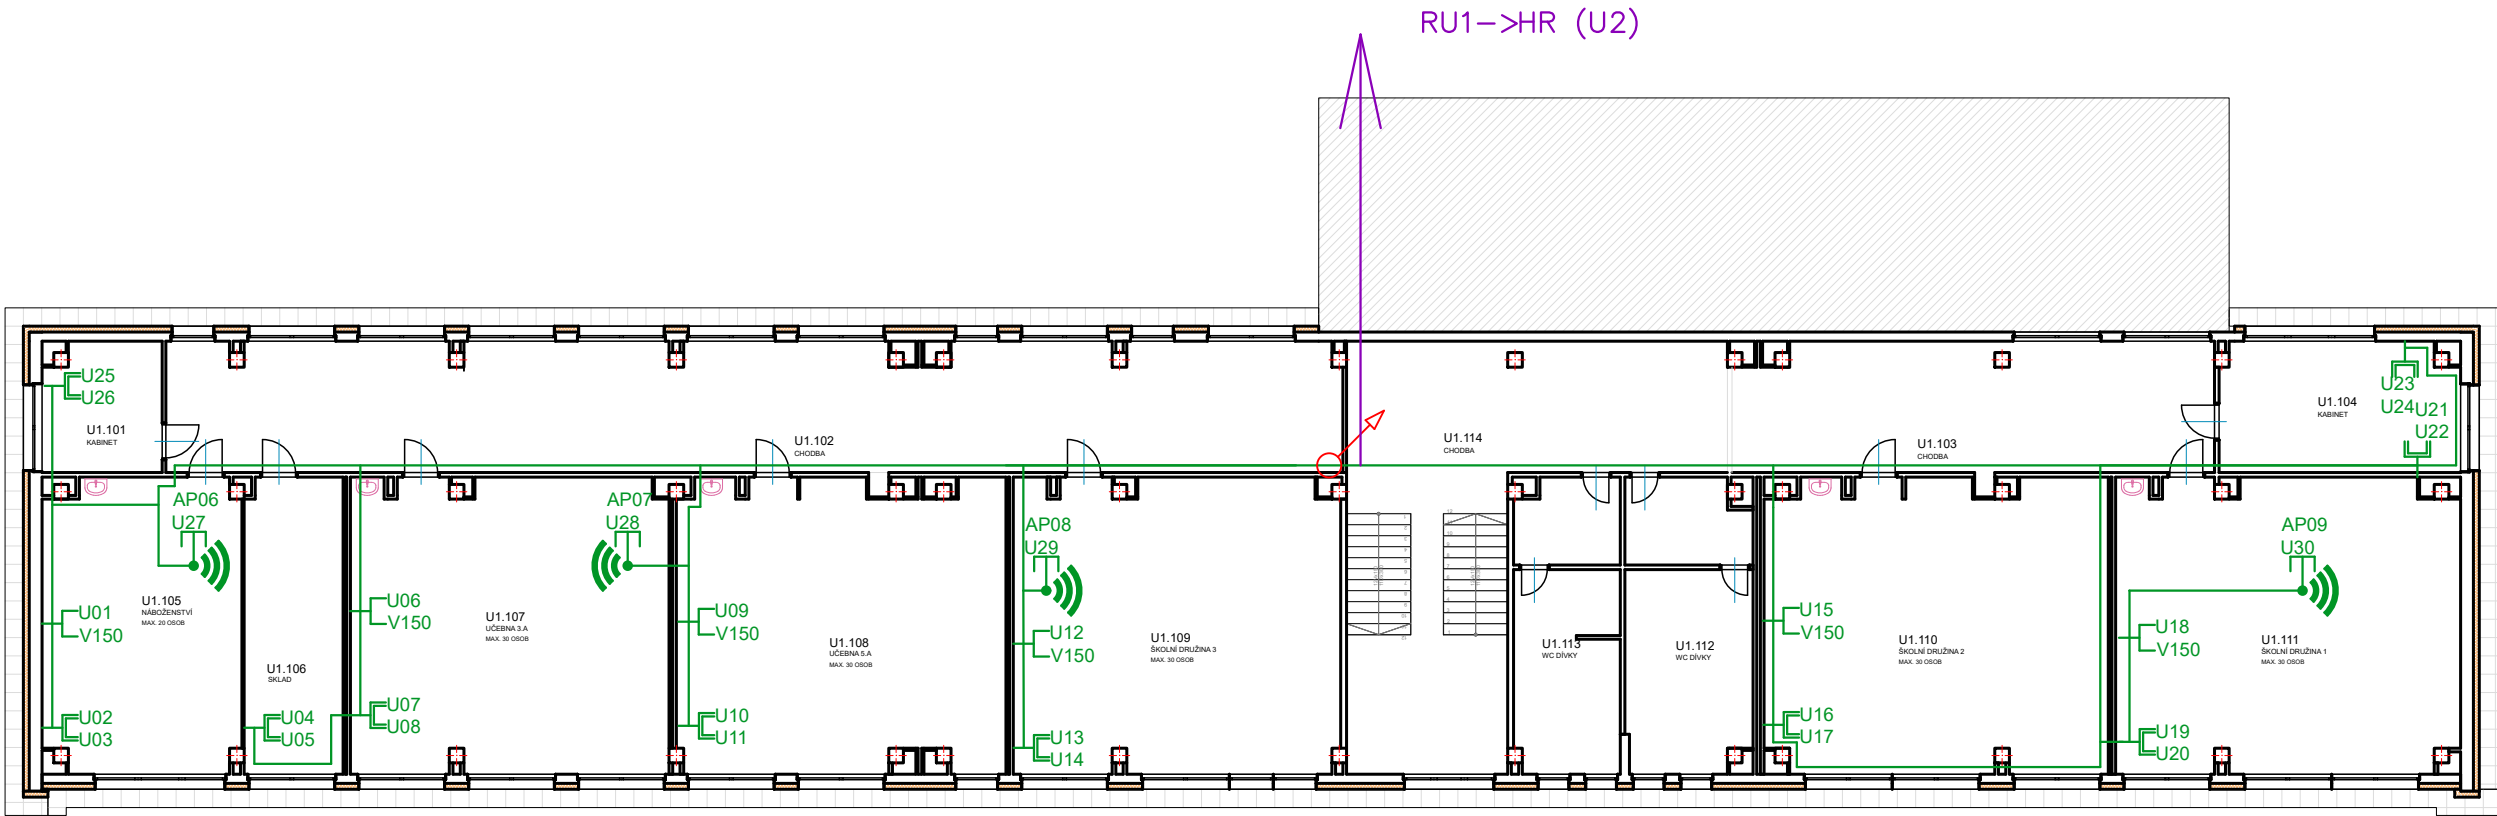 RU1->HR (U2)
U25
U26
U1.101
KABINET
U1.102
CHODBA
U1.114
CHODBA
U1.103
CHODBA
U1.104
KABINET
U23
U24
U21
U22
AP06
U27
U01
V150
U1.105
NÁBOŽENSTVÍ
MAX. 20 OSOB
U02
U03
U1.106
SKLAD
U04
U05
U06
V150
U07
U08
U1.107
UČEBNA 3.A
MAX. 30 OSOB
AP07
U28
U09
V150
U10
U11
U1.108
UČEBNA 5.A
MAX. 30 OSOB
AP08
U29
U12
V150
U13
U14
U1.109
ŠKOLNÍ DRUŽINA 3
MAX. 30 OSOB
U1.113
WC DÍVKY
U1.112
WC DÍVKY
U15
V150
U16
U17
U1.110
ŠKOLNÍ DRUŽINA 2
MAX. 30 OSOB
U18
V150
U19
U20
AP09
U30
U1.111
ŠKOLNÍ DRUŽINA 1
MAX. 30 OSOB